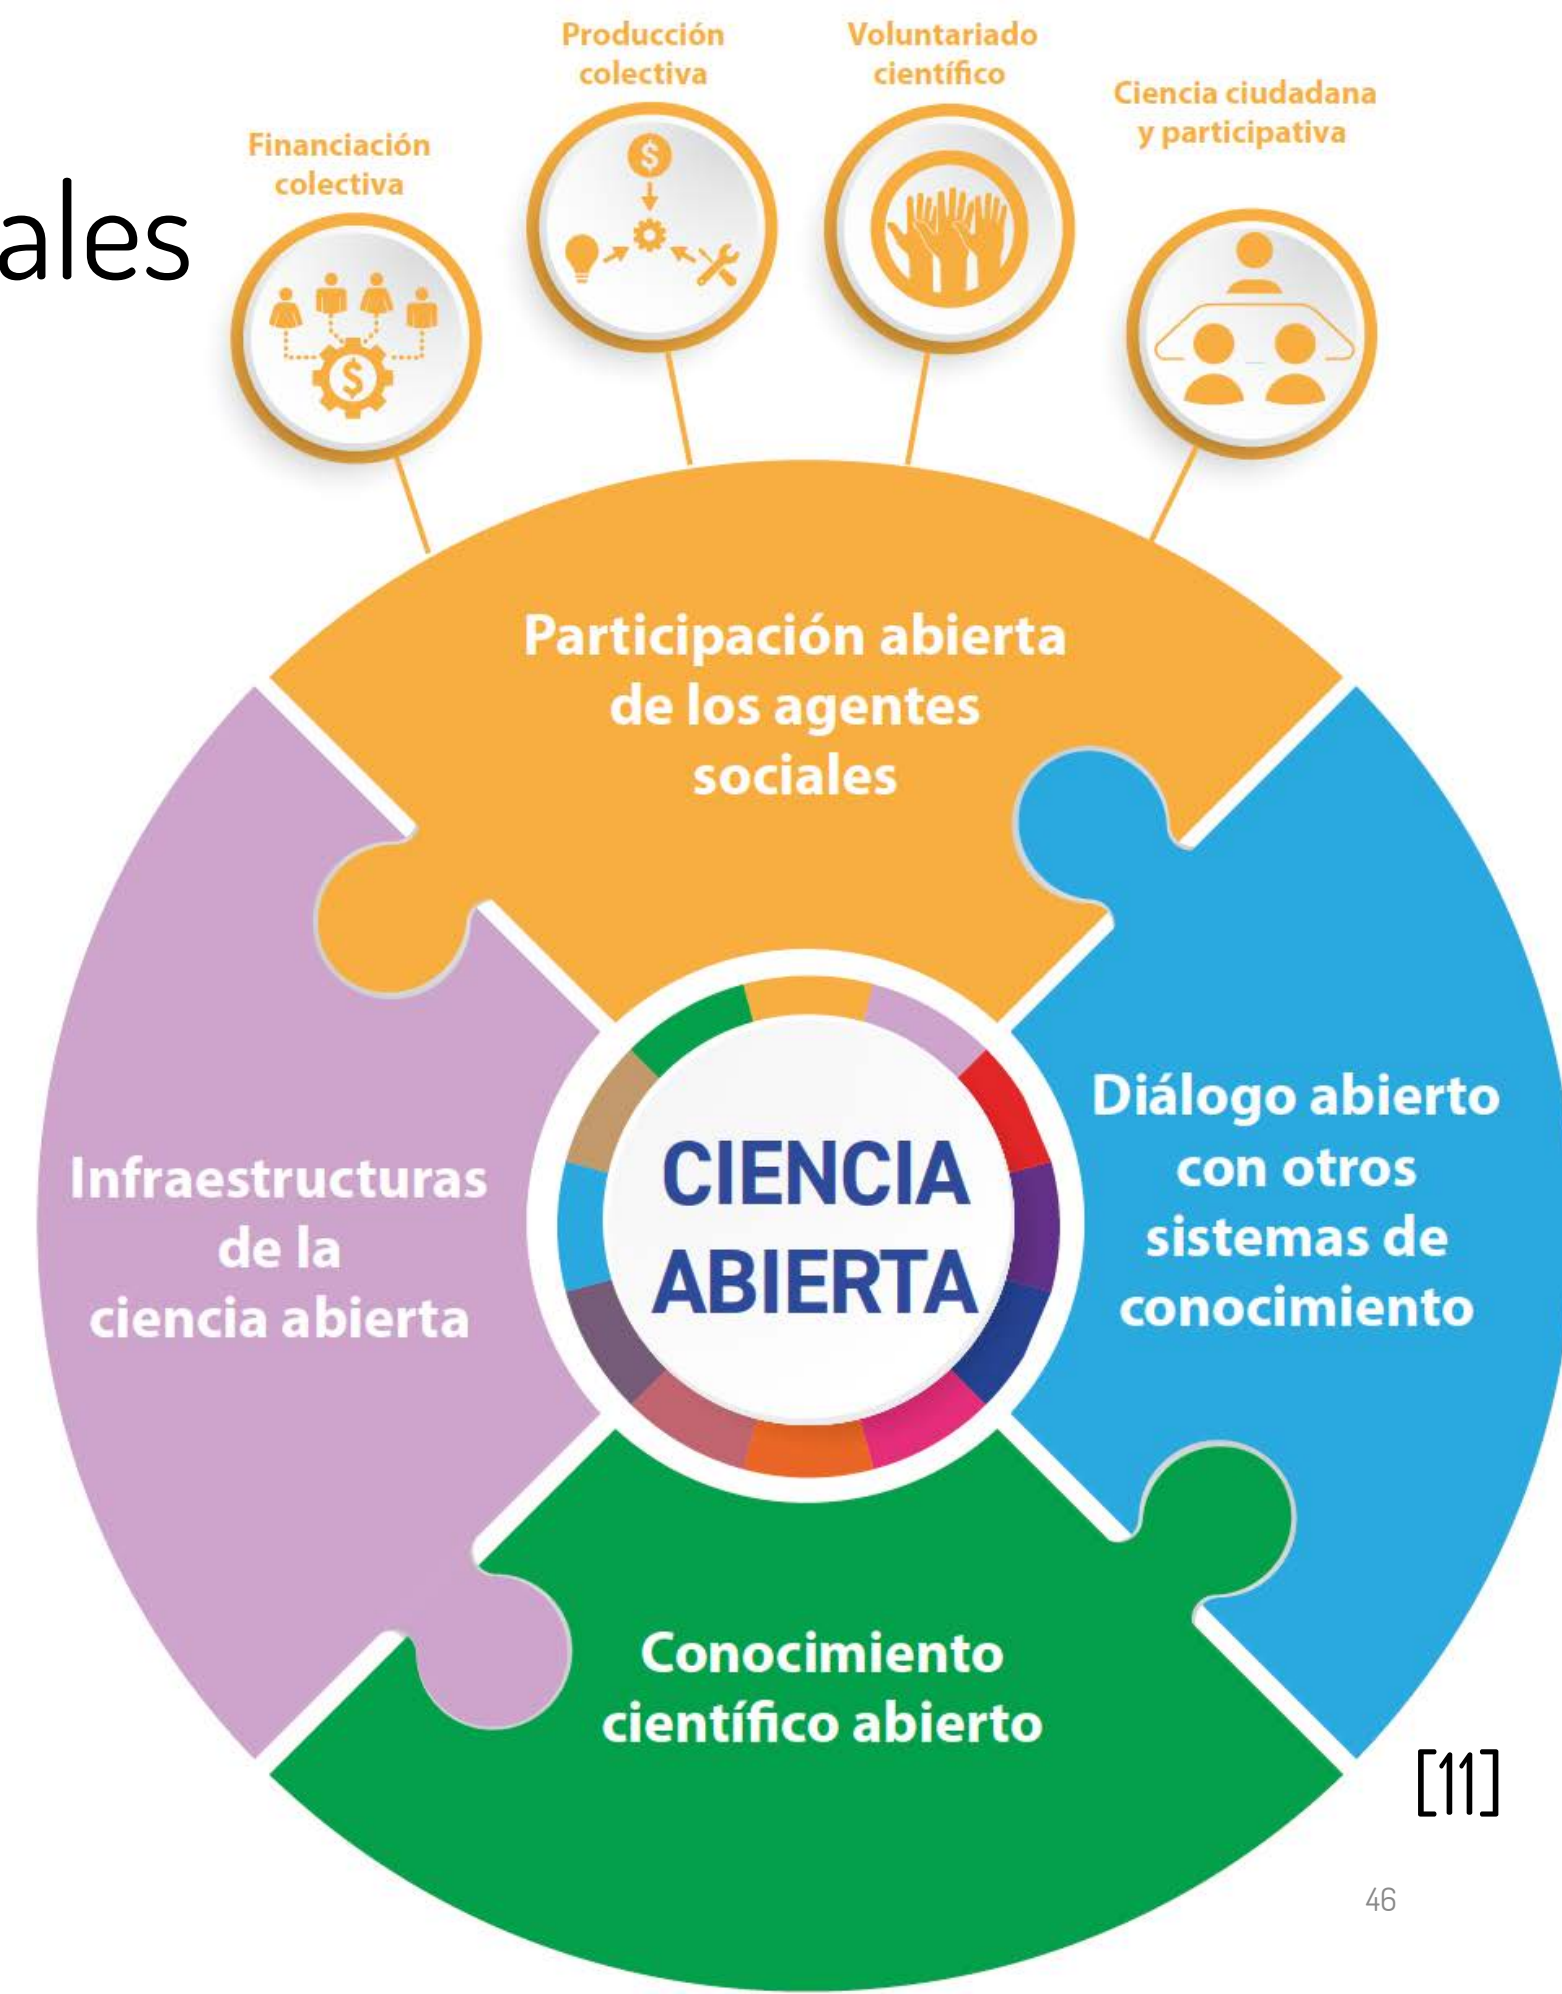 Producción
colectiva
Voluntariado
científico
Ciencia ciudadana
y participativa
Financiación
colectiva
ales
$
$
Participación abierta
de los agentes
sociales
Diálogo abierto
con otros
sistemas de
conocimiento
Infraestructuras
de la
ciencia abierta
CIENCIA
ABIERTA
Conocimiento
científico abierto
[11]
46